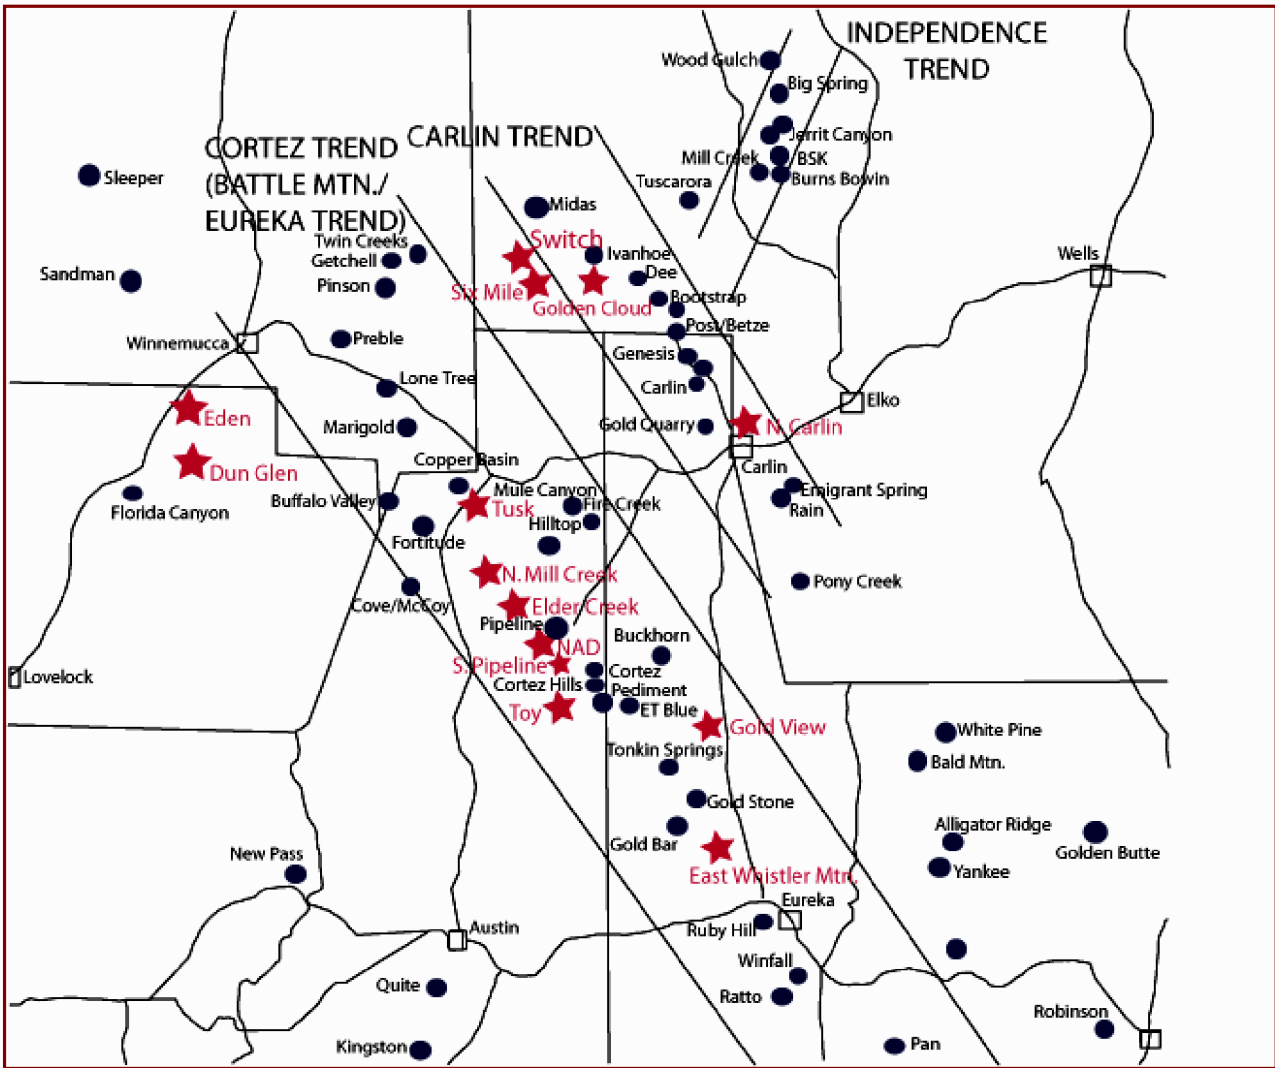 INDEPENDENCE
TREND
Wood Gulch
Big Spring
CARLIN TREND
Jerrit Canyon
CORTEZ TREND
(BATTLE MTN./
EUREKA TREND)
Mill Creek
BSK
Sleeper
Tuscarora
Burns Bowin
Midas
Twin Creeks
Switch
Getchell
Ivanhoe
Wells
Sandman
Dee
Pinson
Six Mile
Bootstrap
Golden Cloud
Post/Betze
Winnemucca
Preble
Genesis
Lone Tree
Carlin
Elko
Eden
Marigold
Gold Quarry
N. Carlin
Copper Basin
Carlin
Dun Glen
Mule Canyon
Emigrant Spring
Buffalo Valley
Fire Creek
Florida Canyon
Tusk
Rain
Hilltop
Fortitude
N. Mill Creek
Pony Creek
Cove/McCoy
Elder Creek
Pipeline
Buckhorn
NAD
S. Pipeline
Cortez
Lovelock
Cortez Hills
Pediment
Toy
ET Blue
Gold View
White Pine
Tonkin Springs
Bald Mtn.
Gold Stone
Alligator Ridge
Gold Bar
Golden Butte
New Pass
East Whistler Mtn.
Yankee
Eureka
Austin
Ruby Hill
Winfall
Quite
Ratto
Robinson
Kingston
Pan